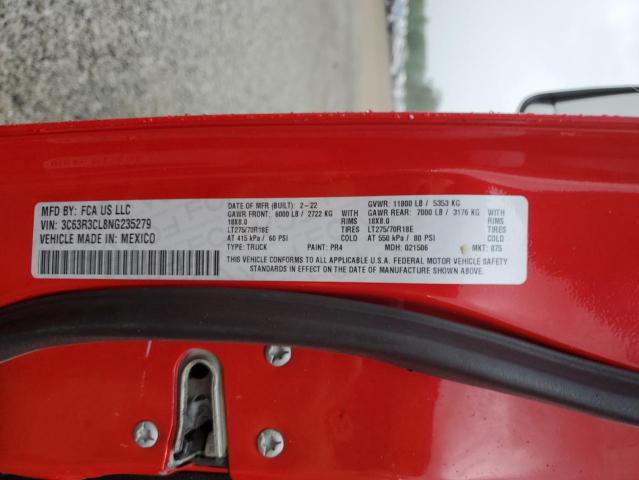 MFD BY: FCA US LLC
VIN: 3C63R3CL8NG235279
VEHICLE MADE IN: MEXICO
DATE OF MFR (BUILT): 2-22
GAWR FRONT: 6000 LB / 2722 KG WITH
18X8.0 RIMS
LT275/70R18E TIRES
AT 415 kPa / 60 PSI COLD
TYPE: TRUCK PAINT: PR4
GVWR: 11800 LB / 5353 KG
GAWR REAR: 7000 LB / 3176 KG WITH
18X8.0 RIMS
LT275/70R18E TIRES
AT 550 kPa / 80 PSI COLD
MDH: 021506 MKT: 875
THIS VEHICLE CONFORMS TO ALL APPLICABLE U.S.A. FEDERAL MOTOR VEHICLE SAFETY
STANDARDS IN EFFECT ON THE DATE OF MANUFACTURE SHOWN ABOVE.